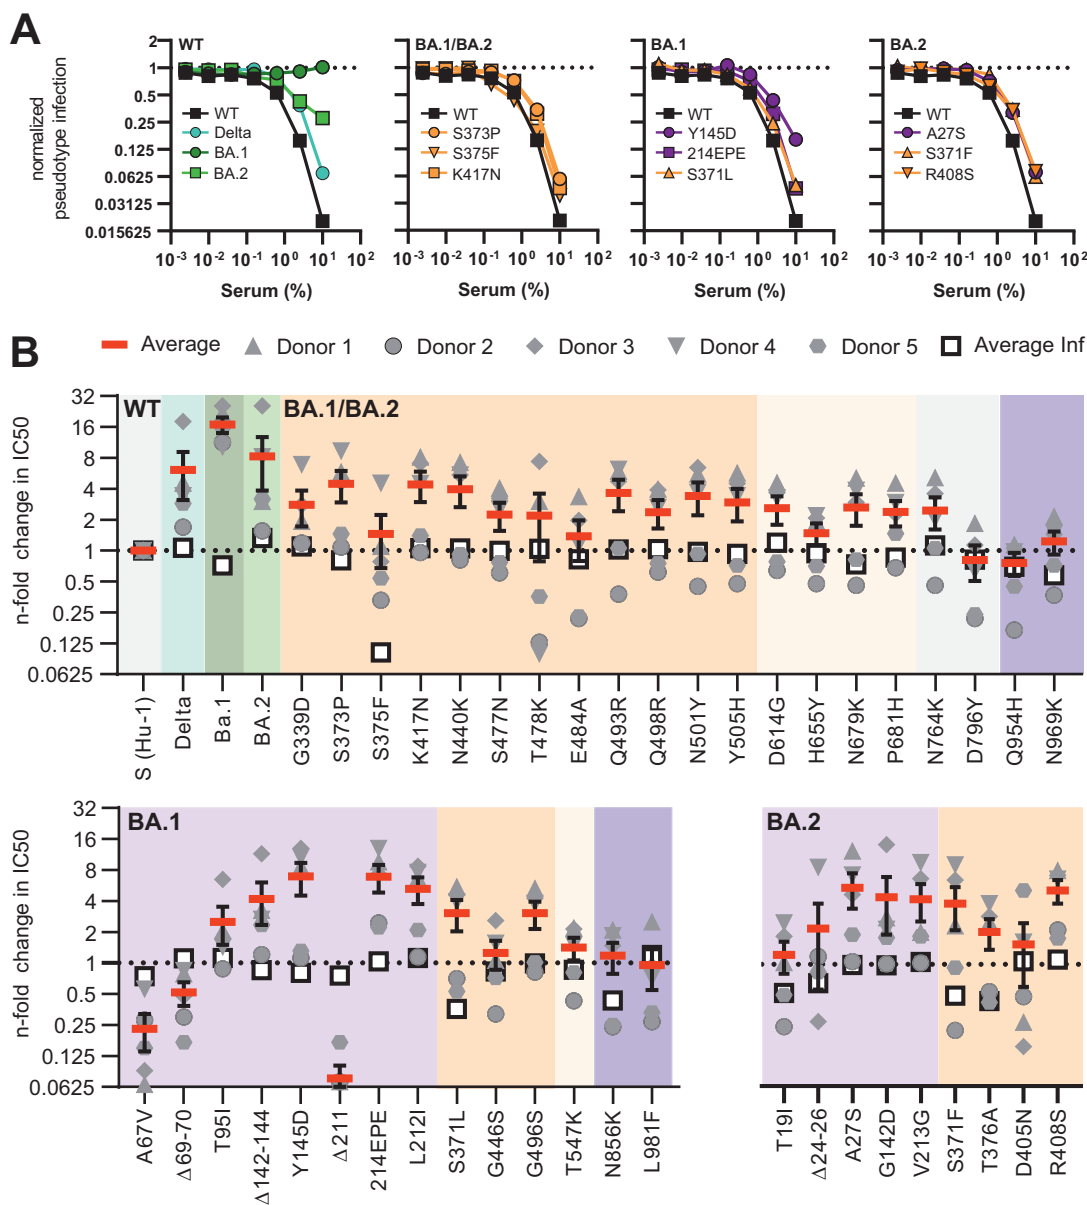 A
WT
BA.1/BA.2
BA.1
BA.2
normalized
pseudotype infection
2
1
0.5
0.25
0.125
0.0625
0.03125
0.015625
WT
Delta
BA.1
BA.2
WT
S373P
S375F
K417N
WT
Y145D
214EPE
S371L
WT
A27S
S371F
R408S
10-3 10-2 10-1 100 101 102
10-3 10-2 10-1 100 101 102
10-3 10-2 10-1 100 101 102
10-3 10-2 10-1 100 101 102
Serum (%)
Serum (%)
Serum (%)
Serum (%)
B
Average Donor 1 Donor 2 Donor 3 Donor 4 Donor 5 Average Inf
n-fold change in IC50
32
16
8
4
2
1
0.5
0.25
0.125
0.0625
WT
BA.1/BA.2
S (Hu-1)
Delta
Ba.1
BA.2
G339D
S373P
S375F
K417N
N440K
S477N
T478K
E484A
Q493R
Q498R
N501Y
Y505H
D614G
H655Y
N679K
P681H
N764K
D796Y
Q954H
N969K
n-fold change in IC50
32
16
8
4
2
1
0.5
0.25
0.125
0.0625
BA.1
A67V
Δ69-70
T95I
Δ142-144
Y145D
Δ211
214EPE
L212I
S371L
G446S
G496S
T547K
N856K
L981F
BA.2
T19I
Δ24-26
A27S
G142D
V213G
S371F
T376A
D405N
R408S